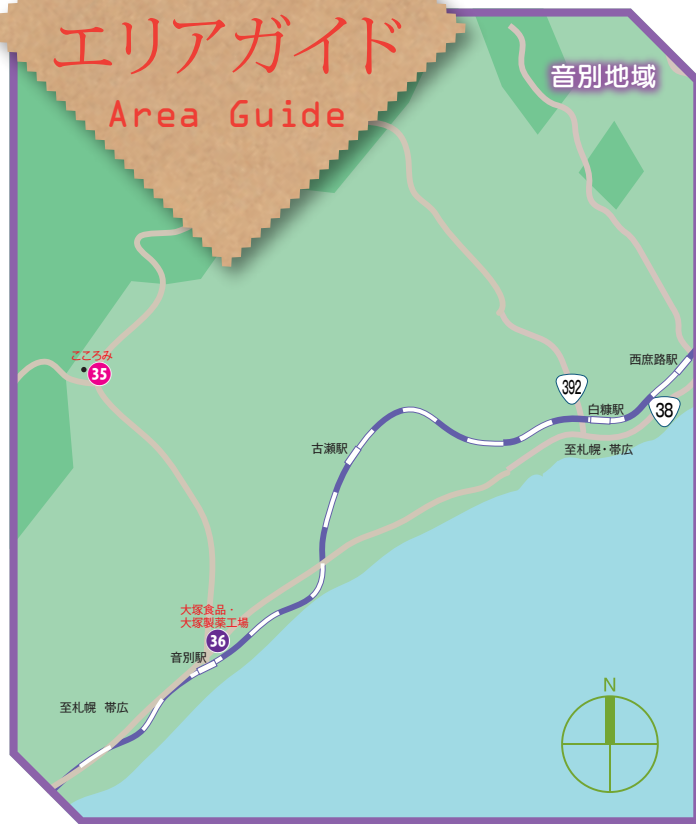 エリアガイド
Area Guide
音別地域
こころみ
35
西庶路駅
392
白糠駅
38
古瀬駅
至札幌・帯広
大塚食品・
大塚製薬工場
36
音別駅
至札幌 帯広
N